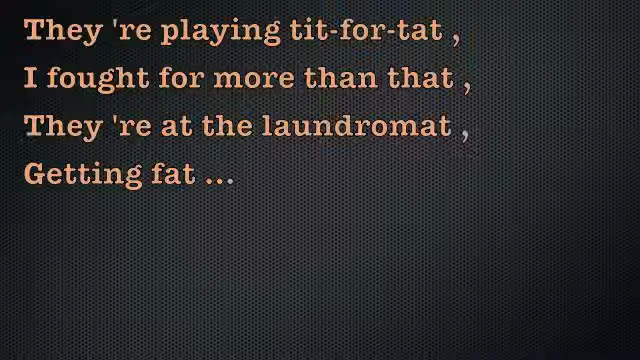 They 're playing tit-for-tat ,
I fought for more than that ,
They 're at the laundromat ,
Getting fat ...